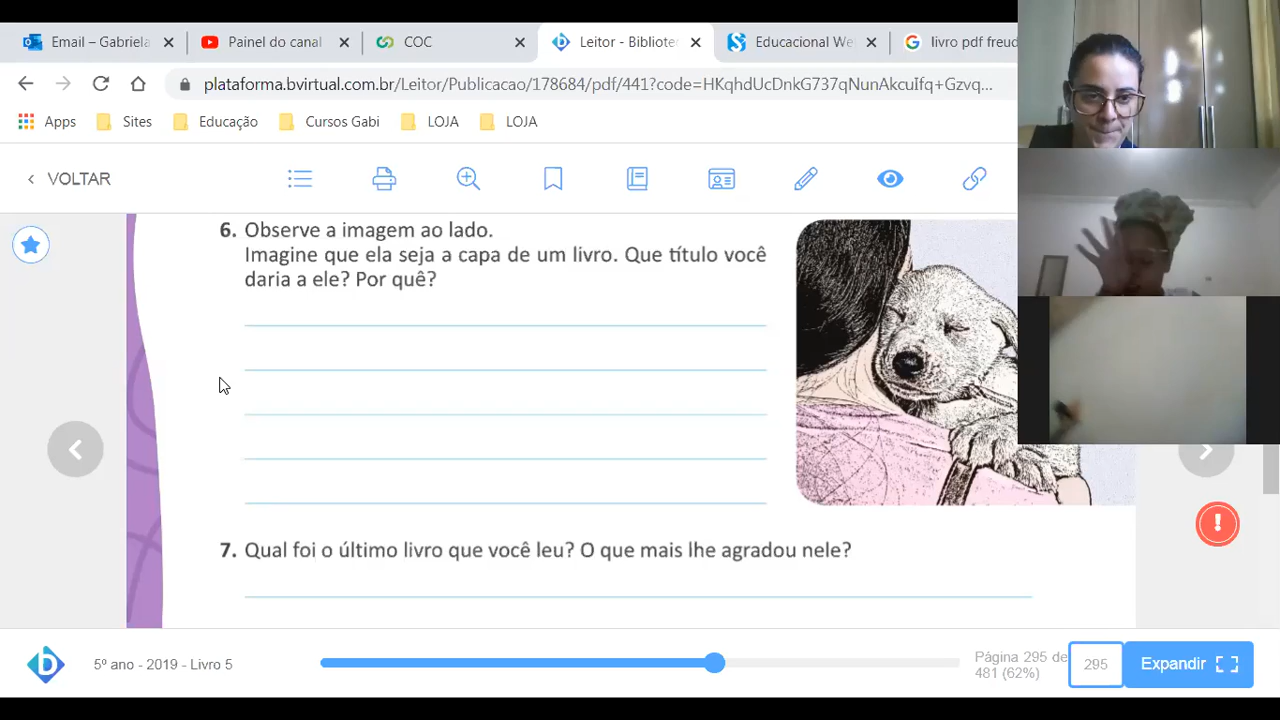 Email – Gabriela
Painel do canal
COC
Leitor - Bibliote
Educacional We
livro pdf freud
plataforma.bvirtual.com.br/Leitor/Publicacao/178684/pdf/441?code=HKqhdUcDnkG737qNunAkcuIfq+Gzvq...
Apps
Sites
Educação
Cursos Gabi
LOJA
LOJA
VOLTAR
6. Observe a imagem ao lado.
Imagine que ela seja a capa de um livro. Que título você
daria a ele? Por quê?
7. Qual foi o último livro que você leu? O que mais lhe agradou nele?
5º ano - 2019 - Livro 5
Página 295 de
481 (62%)
295
Expandir